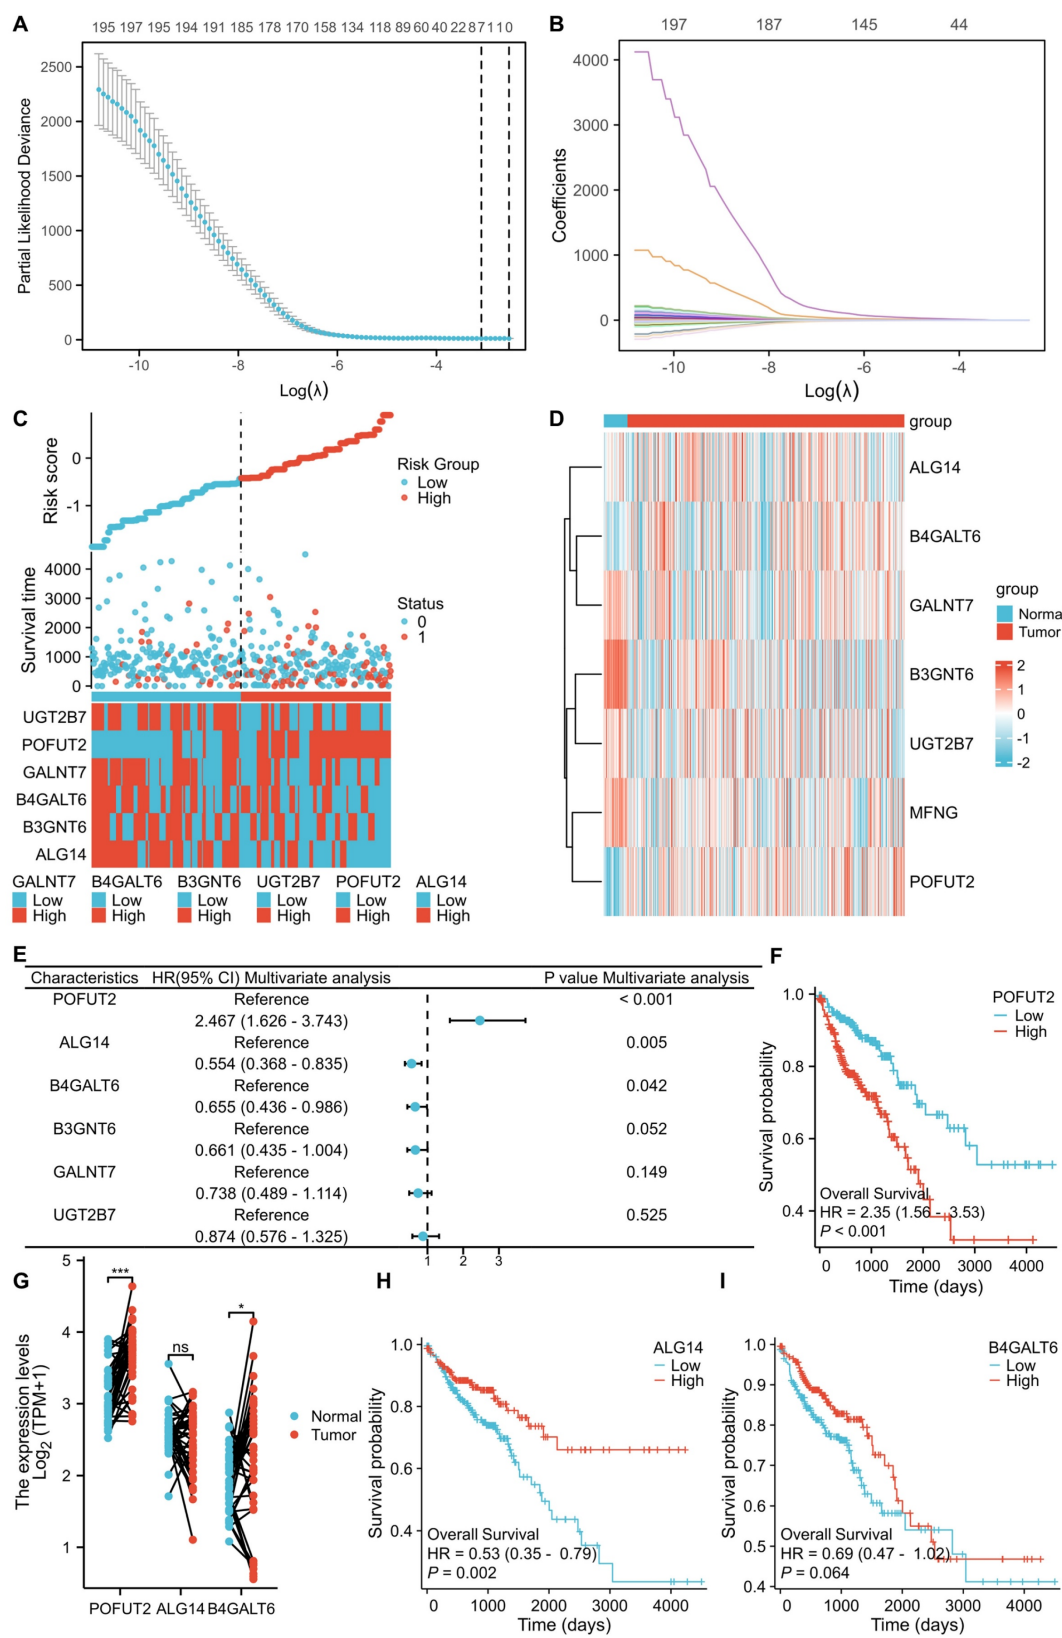 A
195 197 195 194 191 185 178 170 158 134 118 89 60 40 22 8 7 1 1 0
Partial Likelihood Deviance
2500
2000
1500
1000
500
0
-10 -8 -6 -4
Log(λ)
B
197 187 145 44
Coefficients
4000
3000
2000
1000
0
-10 -8 -6 -4
Log(λ)
C
Risk score
0
-1
Risk Group
Low
High
Survival time
4000
3000
2000
1000
0
Status
0
1
UGT2B7
POFUT2
GALNT7
B4GALT6
B3GNT6
ALG14
GALNT7 B4GALT6 B3GNT6 UGT2B7 POFUT2 ALG14
Low Low Low Low Low Low
High High High High High High
D
group
ALG14
B4GALT6
GALNT7
B3GNT6
UGT2B7
MFNG
POFUT2
group
Norma
Tumor
2
1
0
-1
-2
E
Characteristics HR(95% CI) Multivariate analysis P value Multivariate analysis
POFUT2 Reference < 0.001
2.467 (1.626 - 3.743)
ALG14 Reference 0.005
0.554 (0.368 - 0.835)
B4GALT6 Reference 0.042
0.655 (0.436 - 0.986)
B3GNT6 Reference 0.052
0.661 (0.435 - 1.004)
GALNT7 Reference 0.149
0.738 (0.489 - 1.114)
UGT2B7 Reference 0.525
0.874 (0.576 - 1.325)
1 2 3
F
POFUT2
Low
High
Survival probability
1.0
0.8
0.6
0.4
Overall Survival
HR = 2.35 (1.56 - 3.53)
P < 0.001
0 1000 2000 3000 4000
Time (days)
G
The expression levels
Log2 (TPM+1)
5
4
3
2
1
*** ns *
Normal
Tumor
POFUT2 ALG14 B4GALT6
H
ALG14
Low
High
Survival probability
1.0
0.8
0.6
0.4
Overall Survival
HR = 0.53 (0.35 - 0.79)
P = 0.002
0 1000 2000 3000 4000
Time (days)
I
B4GALT6
Low
High
Survival probability
1.0
0.9
0.8
0.7
0.6
0.5
0.4
Overall Survival
HR = 0.69 (0.47 - 1.02)
P = 0.064
0 1000 2000 3000 4000
Time (days)